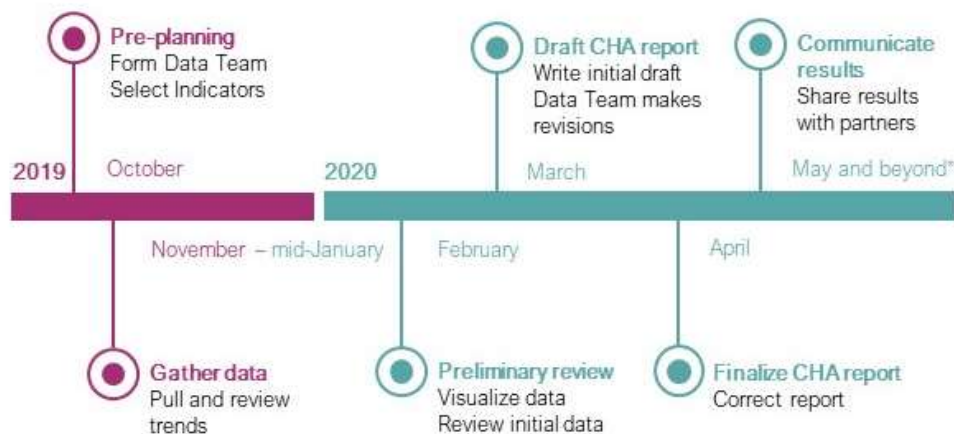 Pre-planning
Form Data Team
Select Indicators
Draft CHA report
Write initial draft
Data Team makes
revisions
Communicate
results
Share results
with partners
2019
October
2020
March
May and beyond*
November – mid-January
February
April
Gather data
Pull and review
trends
Preliminary review
Visualize data
Review initial data
Finalize CHA report
Correct report